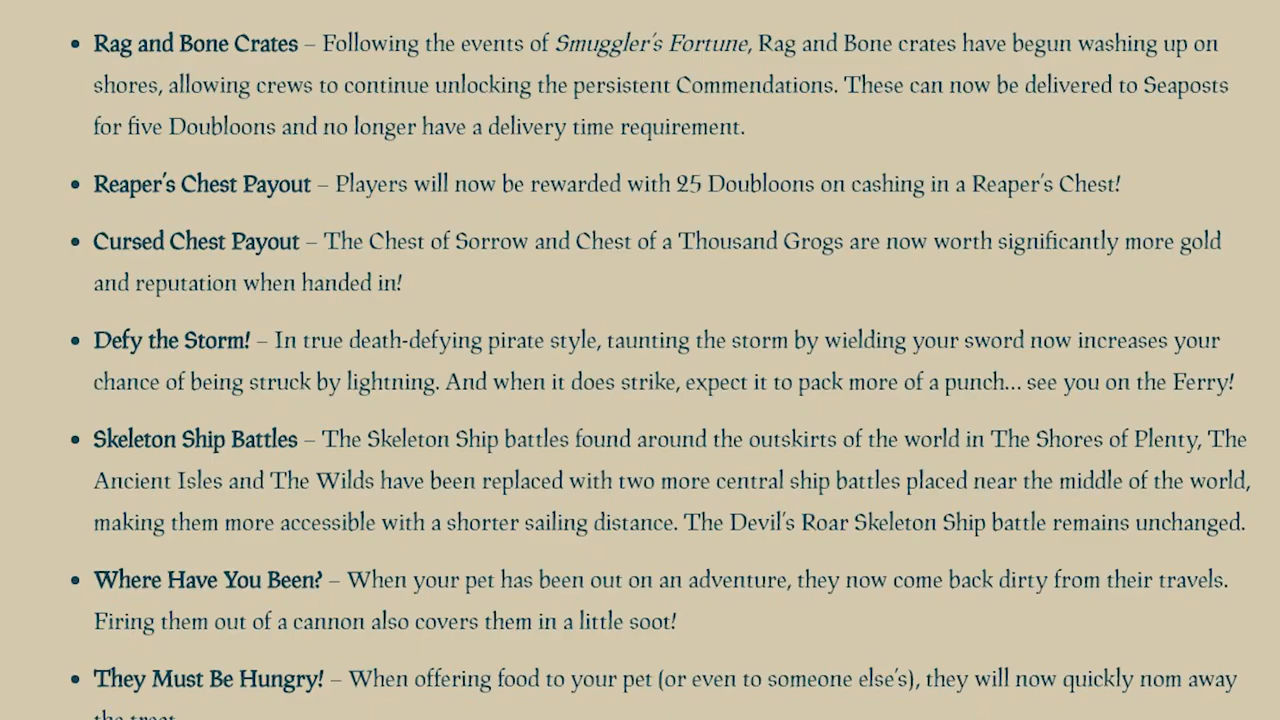 • Rag and Bone Crates – Following the events of Smuggler's Fortune, Rag and Bone crates have begun washing up on
shores, allowing crews to continue unlocking the persistent Commendations. These can now be delivered to Seaposts
for five Doubloons and no longer have a delivery time requirement.
• Reaper's Chest Payout – Players will now be rewarded with 25 Doubloons on cashing in a Reaper's Chest!
• Cursed Chest Payout – The Chest of Sorrow and Chest of a Thousand Grogs are now worth significantly more gold
and reputation when handed in!
• Defy the Storm! – In true death-defying pirate style, taunting the storm by wielding your sword now increases your
chance of being struck by lightning. And when it does strike, expect it to pack more of a punch... see you on the Ferry!
• Skeleton Ship Battles – The Skeleton Ship battles found around the outskirts of the world in The Shores of Plenty, The
Ancient Isles and The Wilds have been replaced with two more central ship battles placed near the middle of the world,
making them more accessible with a shorter sailing distance. The Devil's Roar Skeleton Ship battle remains unchanged.
• Where Have You Been? – When your pet has been out on an adventure, they now come back dirty from their travels.
Firing them out of a cannon also covers them in a little soot!
• They Must Be Hungry! – When offering food to your pet (or even to someone else's), they will now quickly nom away
the treat